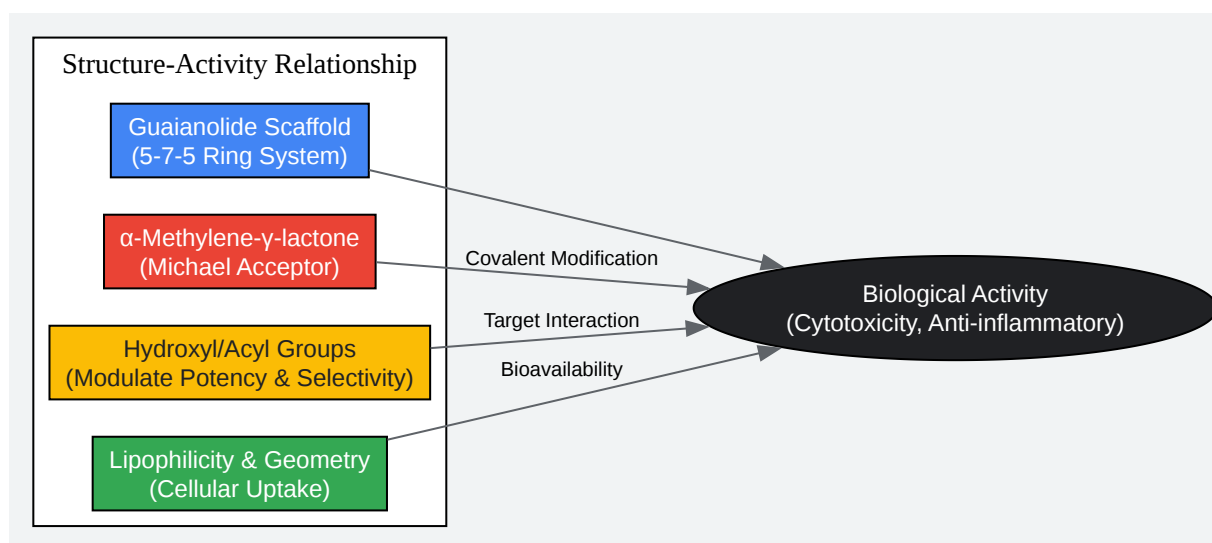 Structure-Activity Relationship
Guaianolide Scaffold
(5-7-5 Ring System)
α-Methylene-γ-lactone
(Michael Acceptor)
Hydroxyl/Acyl Groups
(Modulate Potency & Selectivity)
Lipophilicity & Geometry
(Cellular Uptake)
Covalent Modification
Target Interaction
Bioavailability
Biological Activity
(Cytotoxicity, Anti-inflammatory)